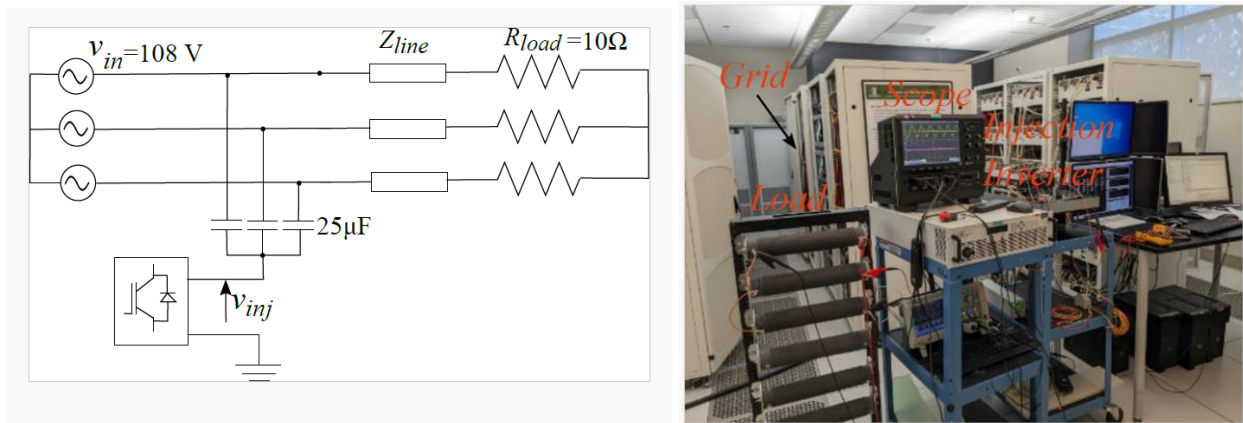 v_in=108 V
Z_line
R_load=10Ω
25μF
v_inj
Grid
Scope
Injection
Inverter
Load